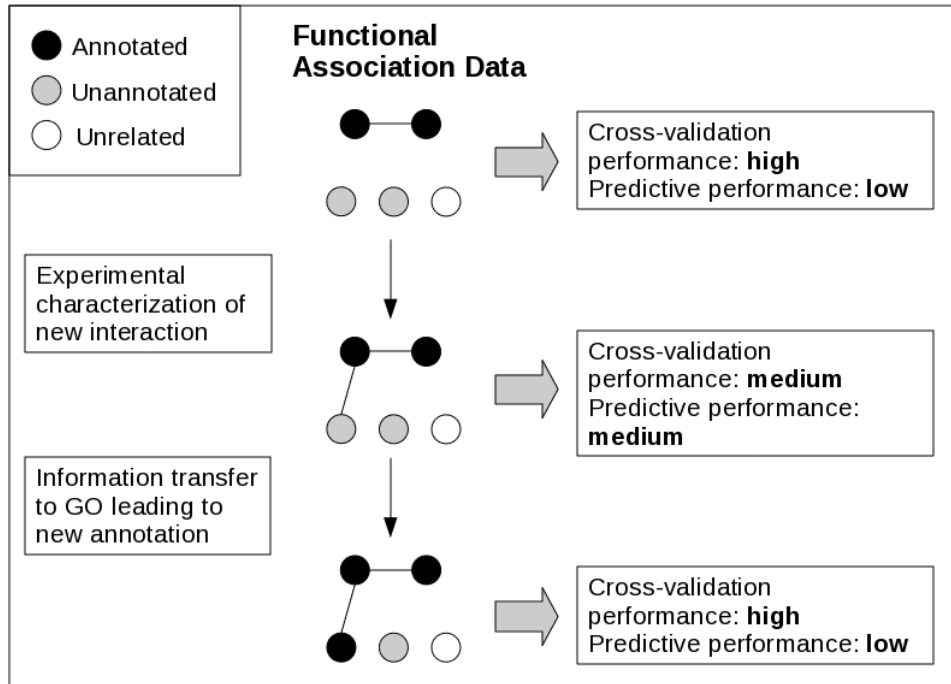 Annotated
Unannotated
Unrelated
Functional
Association Data
Cross-validation
performance: high
Predictive performance: low
Experimental
characterization of
new interaction
Cross-validation
performance: medium
Predictive performance:
medium
Information transfer
to GO leading to
new annotation
Cross-validation
performance: high
Predictive performance: low